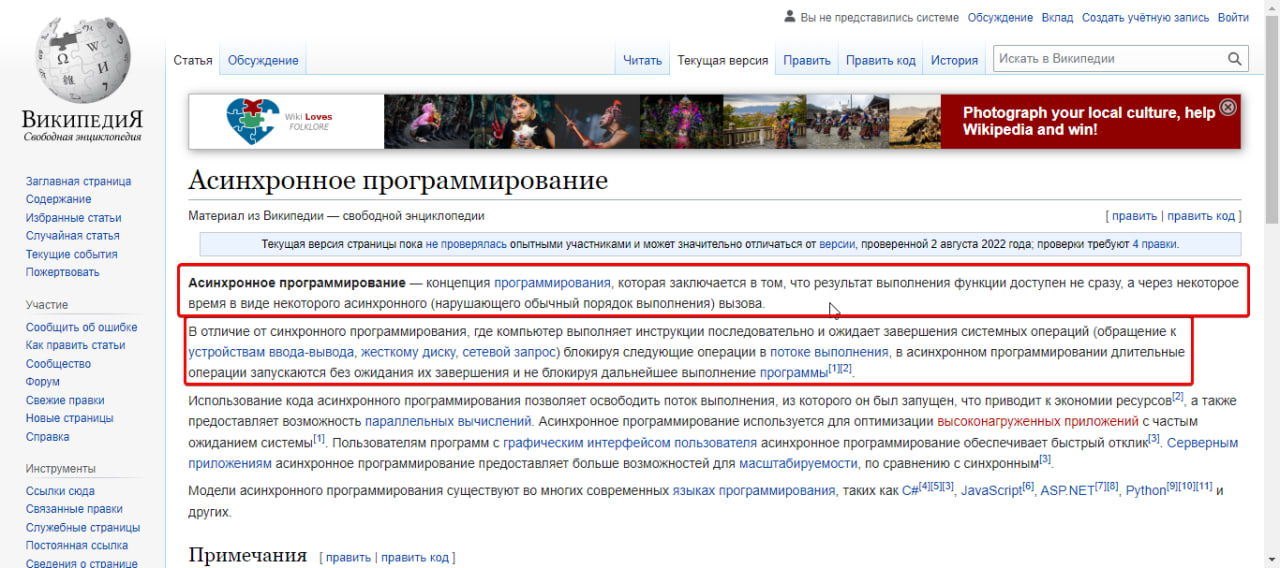 Вы не представились системе Обсуждение Вклад Создать учётную запись Войти
Статья Обсуждение Читать Текущая версия Править Править код История Искать в Википедии
ВикипедиЯ
Свободная энциклопедия
Wiki Loves
FOLKLORE
Photograph your local culture, help
Wikipedia and win!
Заглавная страница
Содержание
Избранные статьи
Случайная статья
Текущие события
Пожертвовать
Участие
Сообщить об ошибке
Как править статьи
Сообщество
Форум
Свежие правки
Новые страницы
Справка
Инструменты
Ссылки сюда
Связанные правки
Служебные страницы
Постоянная ссылка
Сведения о странице
Асинхронное программирование
Материал из Википедии — свободной энциклопедии [ править | править код ]
Текущая версия страницы пока не проверялась опытными участниками и может значительно отличаться от версии, проверенной 2 августа 2022 года; проверки требуют 4 правки.
Асинхронное программирование — концепция программирования, которая заключается в том, что результат выполнения функции доступен не сразу, а через некоторое
время в виде некоторого асинхронного (нарушающего обычный порядок выполнения) вызова.
В отличие от синхронного программирования, где компьютер выполняет инструкции последовательно и ожидает завершения системных операций (обращение к
устройствам ввода-вывода, жесткому диску, сетевой запрос) блокируя следующие операции в потоке выполнения, в асинхронном программировании длительные
операции запускаются без ожидания их завершения и не блокируя дальнейшее выполнение программы[1][2].
Использование кода асинхронного программирования позволяет освободить поток выполнения, из которого он был запущен, что приводит к экономии ресурсов[2], а также
предоставляет возможность параллельных вычислений. Асинхронное программирование используется для оптимизации высоконагруженных приложений с частым
ожиданием системы[1]. Пользователям программ с графическим интерфейсом пользователя асинхронное программирование обеспечивает быстрый отклик[3]. Серверным
приложениям асинхронное программирование предоставляет больше возможностей для масштабируемости, по сравнению с синхронным[3].
Модели асинхронного программирования существуют во многих современных языках программирования, таких как C#[4][5][3], JavaScript[6], ASP.NET[7][8], Python[9][10][11] и
других.
Примечания [ править | править код ]